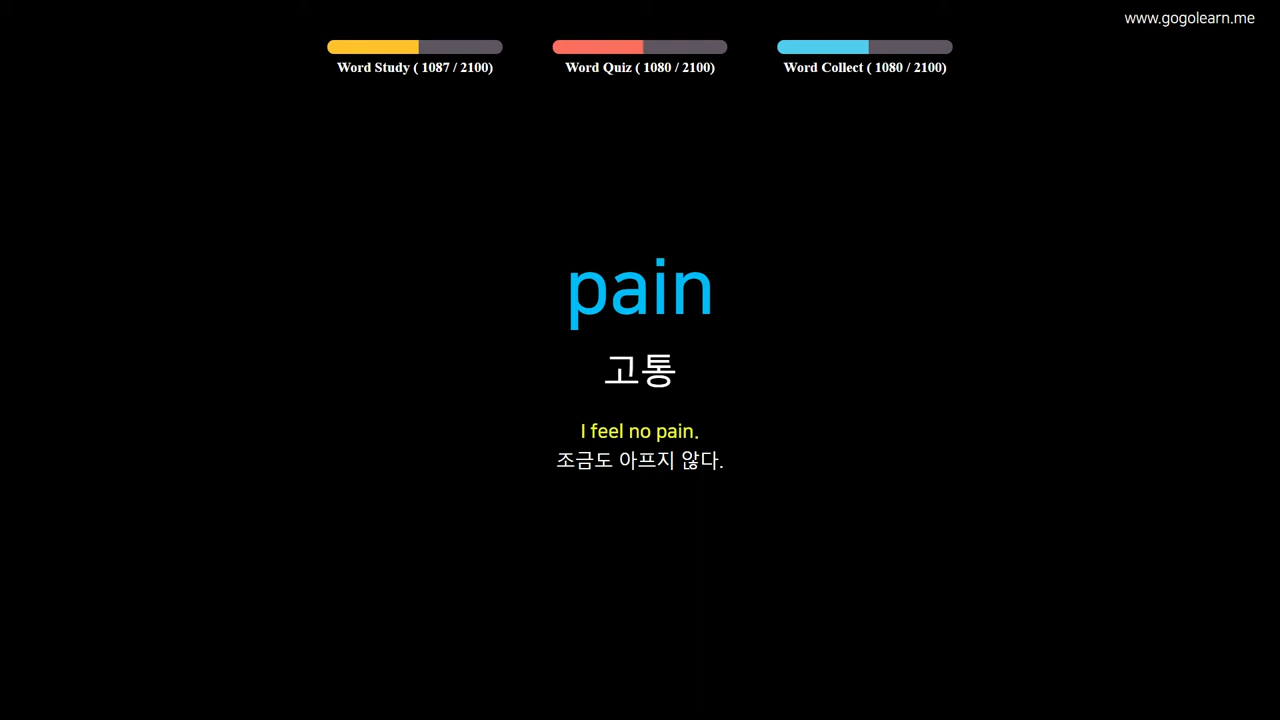 www.gogolearn.me
Word Study ( 1087 / 2100)
Word Quiz ( 1080 / 2100)
Word Collect ( 1080 / 2100)
pain
고통
I feel no pain.
조금도 아프지 않다.